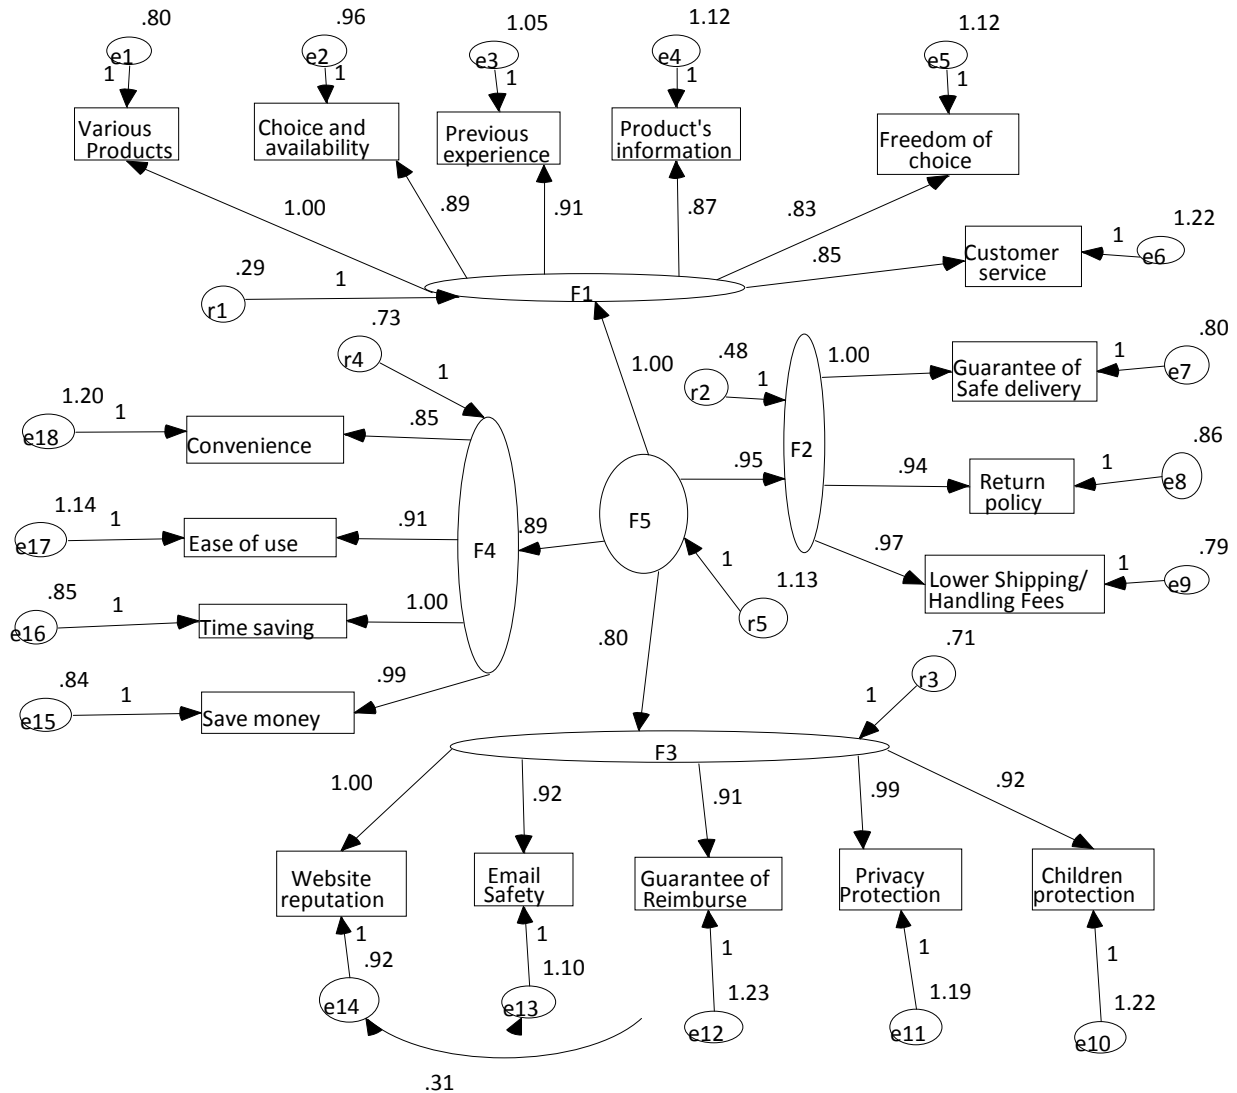 .80
.96
1.05
1.12
1.12
e1
e2
e3
e4
e5
1
1
1
1
1
Various
Products
Choice and
availability
Previous
experience
Product's
information
Freedom of
choice
1.00
.89
.91
.87
.83
.85
Customer
service
1
1.22
e6
.29
r1
1
F1
.73
r4
1
1.00
.48
r2
1
F2
1.00
Guarantee of
Safe delivery
1
.80
e7
1.20
e18
1
Convenience
.85
.95
.94
Return
policy
1
.86
e8
1.14
e17
1
Ease of use
.91
F4
.89
F5
.97
Lower Shipping/
Handling Fees
1
.79
e9
.85
e16
1
Time saving
1.00
1
1.13
r5
.80
.84
e15
1
Save money
.99
.71
r3
1
F3
1.00
.92
.91
.99
.92
Website
reputation
Email
Safety
Guarantee of
Reimburse
Privacy
Protection
Children
protection
1
1
1
1
1
.92
1.10
1.23
1.19
1.22
e14
e13
e12
e11
e10
.31